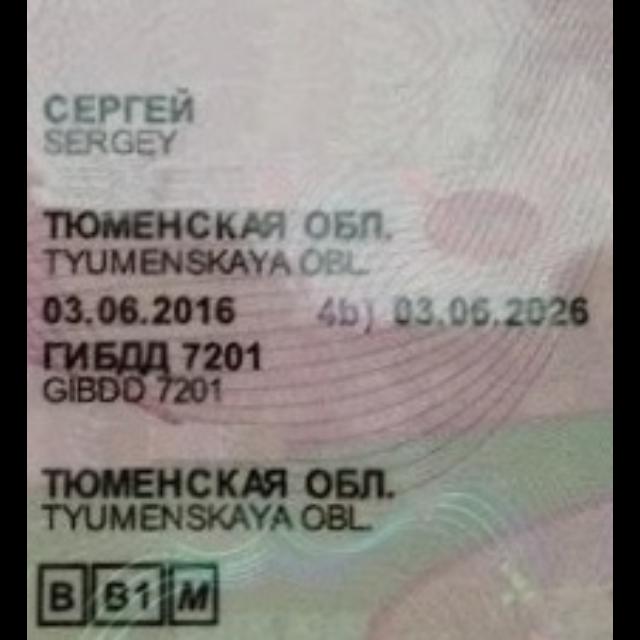 СЕРГЕЙ
SERGEY
ТЮМЕНСКАЯ ОБЛ.
TYUMENSKAYA OBL.
03.06.2016 4b) 03.06.2026
ГИБДД 7201
GIBDD 7201
ТЮМЕНСКАЯ ОБЛ.
TYUMENSKAYA OBL.
B B1 M